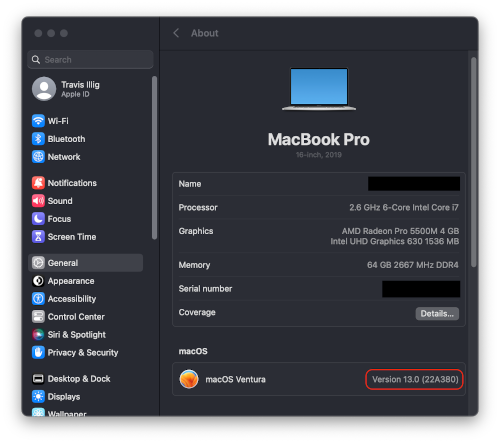 About
Search
Travis Illig
Apple ID
Wi-Fi
Bluetooth
Network
Notifications
Sound
Focus
Screen Time
General
Appearance
Accessibility
Control Center
Siri & Spotlight
Privacy & Security
Desktop & Dock
Displays
Wallpaper
MacBook Pro
16-inch, 2019
Name
Processor 2.6 GHz 6-Core Intel Core i7
Graphics AMD Radeon Pro 5500M 4 GB
Intel UHD Graphics 630 1536 MB
Memory 64 GB 2667 MHz DDR4
Serial number
Coverage Details...
macOS
macOS Ventura Version 13.0 (22A380)